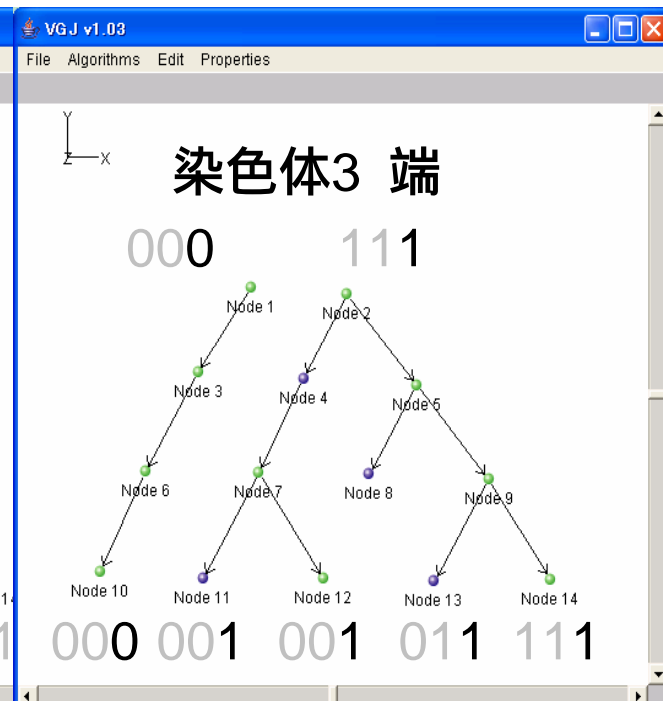 VGJ v1.03
File Algorithms Edit Properties
Y
Z X
染色体3 端
000 111
Node 1
Node 2
Node 3
Node 4
Node 5
Node 6
Node 7
Node 8
Node 9
Node 10
Node 11
Node 12
Node 13
Node 14
000 001 001 011 111